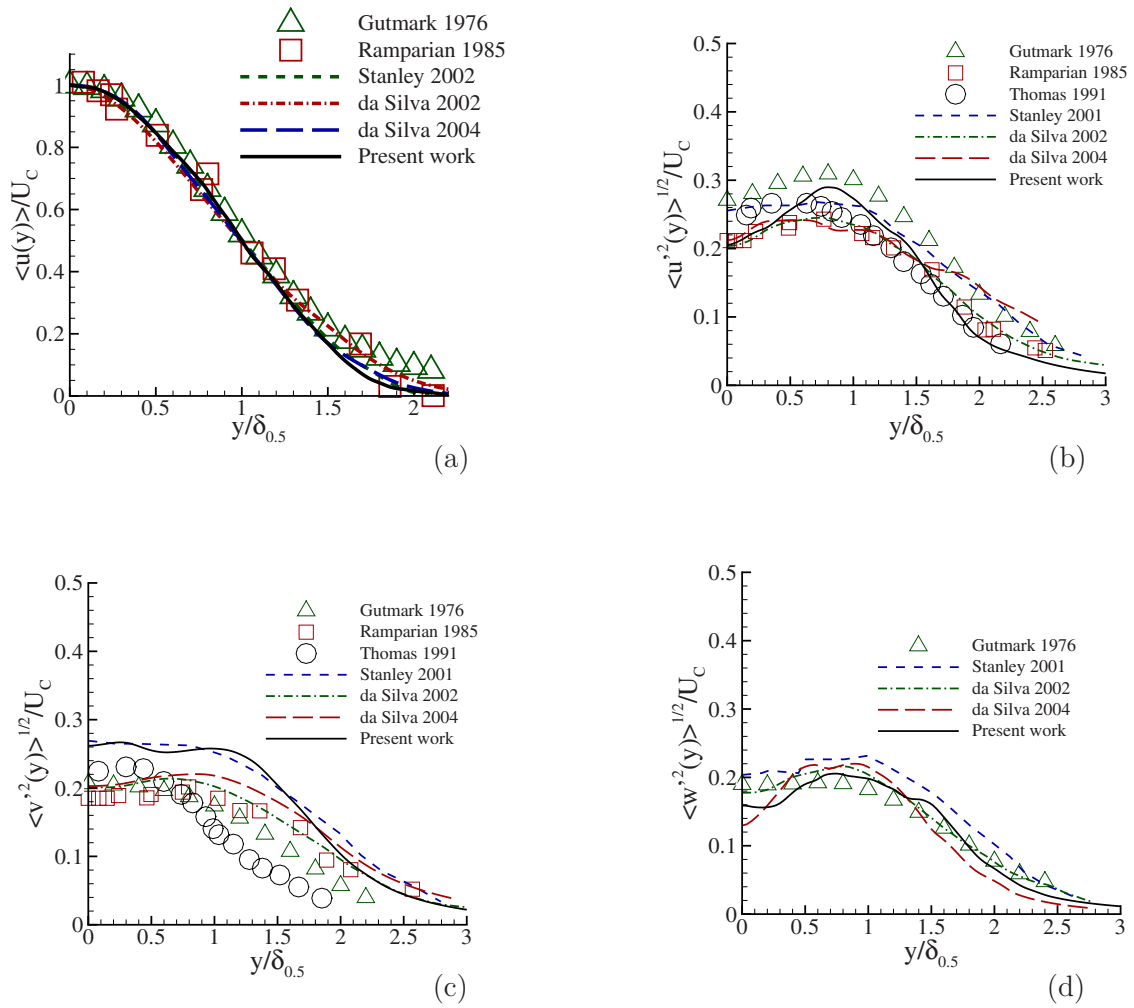 Gutmark 1976
Ramparian 1985
Stanley 2002
da Silva 2002
da Silva 2004
Present work
<u(y)>/U_C
1
0.8
0.6
0.4
0.2
0
0 0.5 1 1.5 2
y/δ_0.5
(a)
0.5
0.4
0.3
0.2
0.1
0
Gutmark 1976
Ramparian 1985
Thomas 1991
Stanley 2001
da Silva 2002
da Silva 2004
Present work
<u'²(y)>^1/2/U_C
0 0.5 1 1.5 2 2.5 3
y/δ_0.5
(b)
0.5
0.4
0.3
0.2
0.1
0
Gutmark 1976
Ramparian 1985
Thomas 1991
Stanley 2001
da Silva 2002
da Silva 2004
Present work
<v'²(y)>^1/2/U_C
0 0.5 1 1.5 2 2.5 3
y/δ_0.5
(c)
0.5
0.4
0.3
0.2
0.1
0
Gutmark 1976
Stanley 2001
da Silva 2002
da Silva 2004
Present work
<w'²(y)>^1/2/U_C
0 0.5 1 1.5 2 2.5 3
y/δ_0.5
(d)